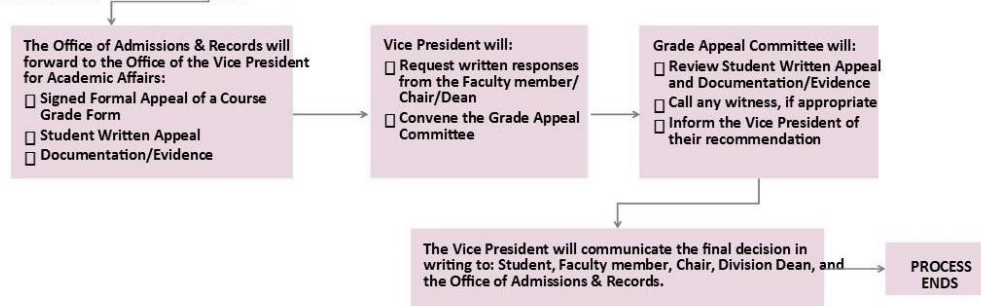 The Office of Admissions & Records will
forward to the Office of the Vice President
for Academic Affairs:
☐ Signed Formal Appeal of a Course
Grade Form
☐ Student Written Appeal
☐ Documentation/Evidence
Vice President will:
☐ Request written responses
from the Faculty member/
Chair/Dean
☐ Convene the Grade Appeal
Committee
Grade Appeal Committee will:
☐ Review Student Written Appeal
and Documentation/Evidence
☐ Call any witness, if appropriate
☐ Inform the Vice President of
their recommendation
The Vice President will communicate the final decision in
writing to: Student, Faculty member, Chair, Division Dean, and
the Office of Admissions & Records.
PROCESS
ENDS